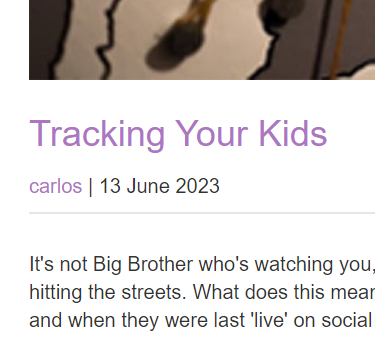 Tracking Your Kids
carlos | 13 June 2023
It's not Big Brother who's watching you,
hitting the streets. What does this mean
and when they were last 'live' on social